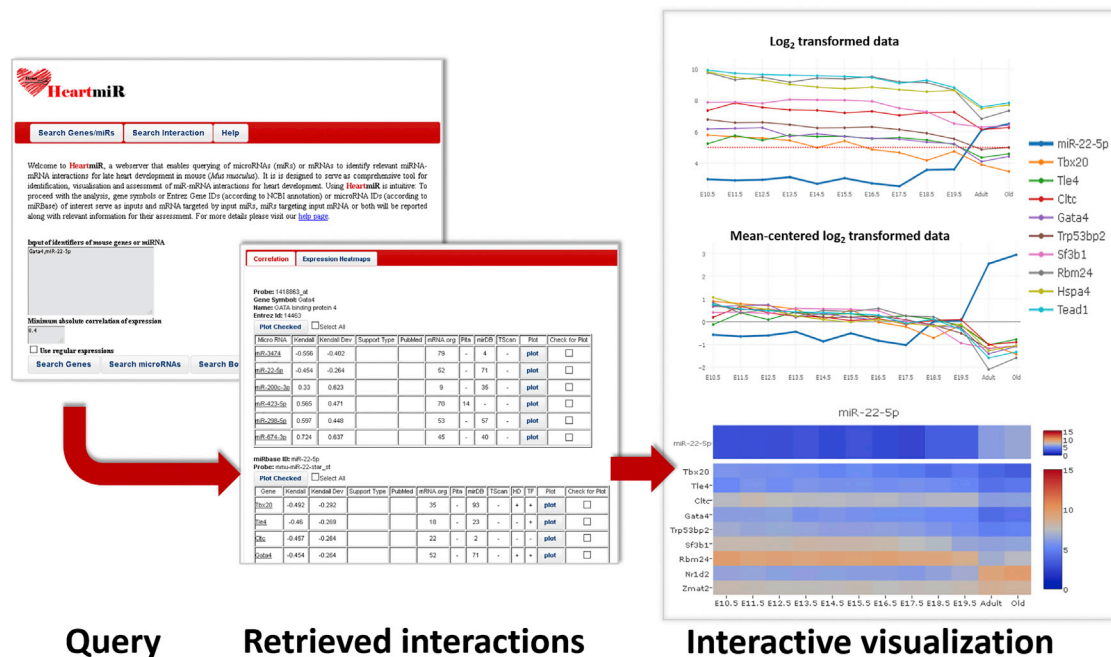 HeartmiR
Search Genes/miRs Search Interaction Help
Welcome to HeartmiR, a webserver that enables querying of microRNAs (miRs) or mRNAs to identify relevant miRNA-
mRNA interactions for late heart development in mouse (Mus musculus). It is is designed to serve as comprehensive tool for
identification, visualisation and assessment of miR-mRNA interactions for heart development. Using HeartmiR is intuitive: To
proceed with the analysis, gene symbols or Entrez Gene IDs (according to NCBI annotation) or microRNA IDs (according to
miRBase) of interest serve as inputs and mRNA targeted by input miRs, miRs targeting input mRNA or both will be reported
along with relevant information for their assessment. For more details please visit our help page.
Input of identifiers of mouse genes or miRNA
Gata4,miR-22-5p
Minimum absolute correlation of expression
0.4
Use regular expressions
Search Genes Search microRNAs Search Bo
Correlation Expression Heatmaps
Probe: 1418863_at
Gene Symbol: Gata4
Name: GATA binding protein 4
Entrez Id: 14463
Plot Checked Select All
Micro RNA Kendall Kendall Dev Support Type PubMed mRNA.org Pita mirDB TScan Plot Check for Plot
miR-3474 -0.556 -0.402 79 - 4 - plot
miR-22-5p -0.454 -0.264 52 - 71 - plot
miR-200c-3p 0.33 0.623 9 - 35 - plot
miR-423-5p 0.565 0.471 70 14 - - plot
miR-298-5p 0.597 0.448 53 - 57 - plot
miR-674-3p 0.724 0.637 45 - 40 - plot
miRbase ID: miR-22-5p
Probe: mmu-miR-22-star_st
Plot Checked Select All
Gene Kendall Kendall Dev Support Type PubMed mRNA.org Pita mirDB TScan HD TF Plot Check for Plot
Tbx20 -0.492 -0.292 35 - 93 - + + plot
Tle4 -0.46 -0.269 18 - 23 - - + plot
Cltc -0.457 -0.264 22 - 2 - - - plot
Gata4 -0.454 -0.264 52 - 71 - + + plot
Log2 transformed data
10
8
6
4
E10.5 E11.5 E12.5 E13.5 E14.5 E15.5 E16.5 E17.5 E18.5 E19.5 Adult Old
miR-22-5p
Tbx20
Tle4
Cltc
Gata4
Trp53bp2
Sf3b1
Rbm24
Hspa4
Tead1
Mean-centered log2 transformed data
3
2
1
0
−1
−2
E10.5 E11.5 E12.5 E13.5 E14.5 E15.5 E16.5 E17.5 E18.5 E19.5 Adult Old
miR-22-5p
miR-22-5p
15
10
5
0
Tbx20
Tle4
Cltc
Gata4
Trp53bp2
Sf3b1
Rbm24
Nr1d2
Zmat2
15
10
5
0
E10.5 E11.5 E12.5 E13.5 E14.5 E15.5 E16.5 E17.5 E18.5 E19.5 Adult Old
Query Retrieved interactions Interactive visualization